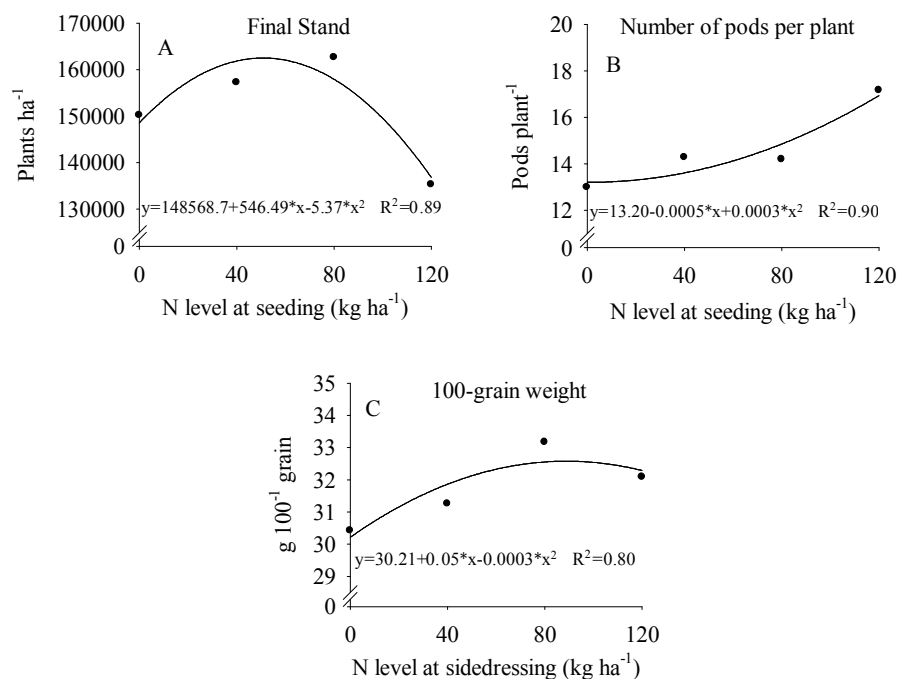 Final Stand
A
170000
160000
150000
140000
130000
0
Plants ha⁻¹
y=148568.7+546.49*x-5.37*x² R²=0.89
0 40 80 120
N level at seeding (kg ha⁻¹)
Number of pods per plant
B
20
18
16
14
12
0
Pods plant⁻¹
y=13.20-0.0005*x+0.0003*x² R²=0.90
0 40 80 120
N level at seeding (kg ha⁻¹)
100-grain weight
C
35
34
33
32
31
30
29
0
g 100⁻¹ grain
y=30.21+0.05*x-0.0003*x² R²=0.80
0 40 80 120
N level at sidedressing (kg ha⁻¹)